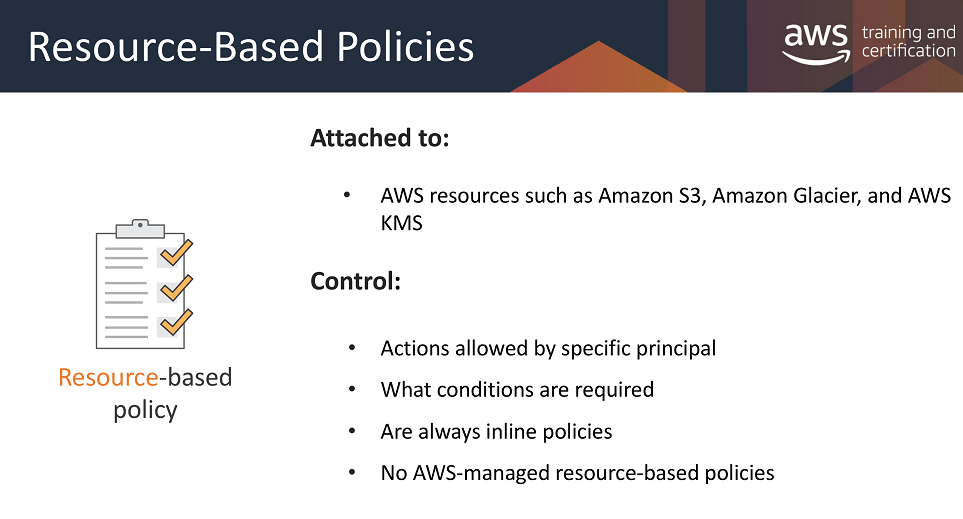 Resource-Based Policies
aws training and
certification
Attached to:
• AWS resources such as Amazon S3, Amazon Glacier, and AWS
KMS
Control:
• Actions allowed by specific principal
• What conditions are required
• Are always inline policies
• No AWS-managed resource-based policies
Resource-based
policy